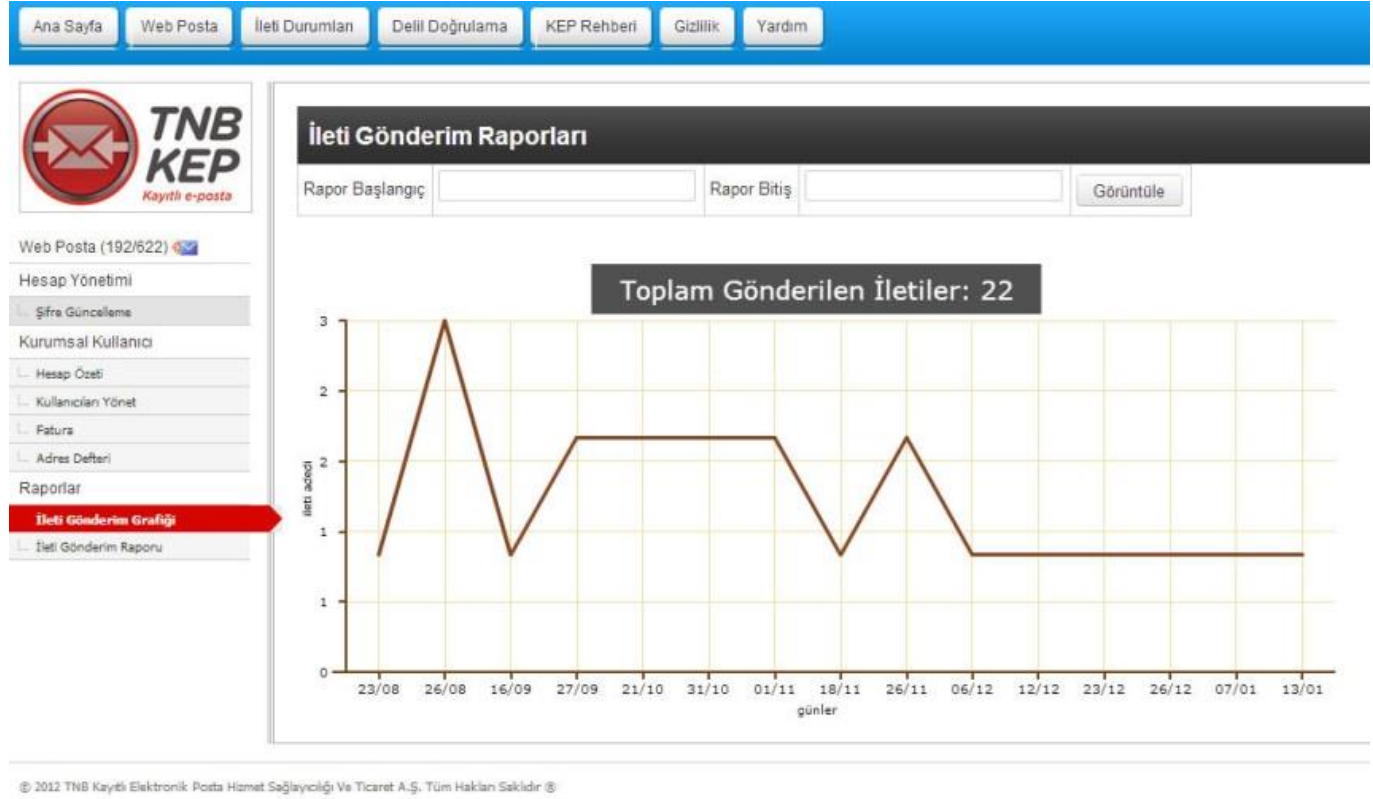 Ana Sayfa Web Posta İleti Durumları Delil Doğrulama KEP Rehberi Gizlilik Yardım
TNB
KEP
Kayıtlı e-posta
Web Posta (192/622)
Hesap Yönetimi
Şifre Güncelleme
Kurumsal Kullanıcı
Hesap Özeti
Kullanıcıları Yönet
Fatura
Adres Defteri
Raporlar
İleti Gönderim Grafiği
İleti Gönderim Raporu
İleti Gönderim Raporları
Rapor Başlangıç Rapor Bitiş Görüntüle
Toplam Gönderilen İletiler: 22
3
2
2
1
1
0
ileti adedi
23/08 26/08 16/09 27/09 21/10 31/10 01/11 18/11 26/11 06/12 12/12 23/12 26/12 07/01 13/01
günler
© 2012 TNB Kayıtlı Elektronik Posta Hizmet Sağlayıcılığı Ve Ticaret A.Ş. Tüm Hakları Saklıdır ®